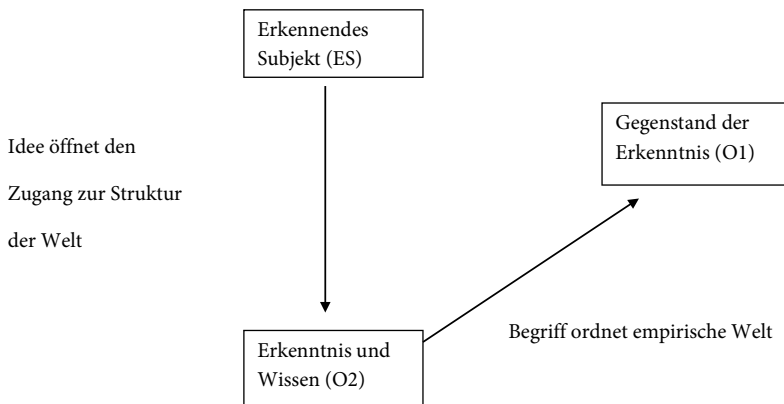 Erkennendes
Subjekt (ES)
Gegenstand der
Erkenntnis (O1)
Idee öffnet den
Zugang zur Struktur
der Welt
Begriff ordnet empirische Welt
Erkenntnis und
Wissen (O2)